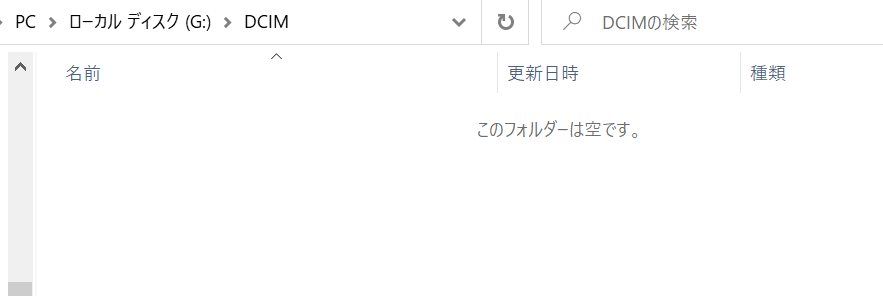 PC > ローカル ディスク (G:) > DCIM
DCIMの検索
名前 更新日時 種類
このフォルダーは空です。